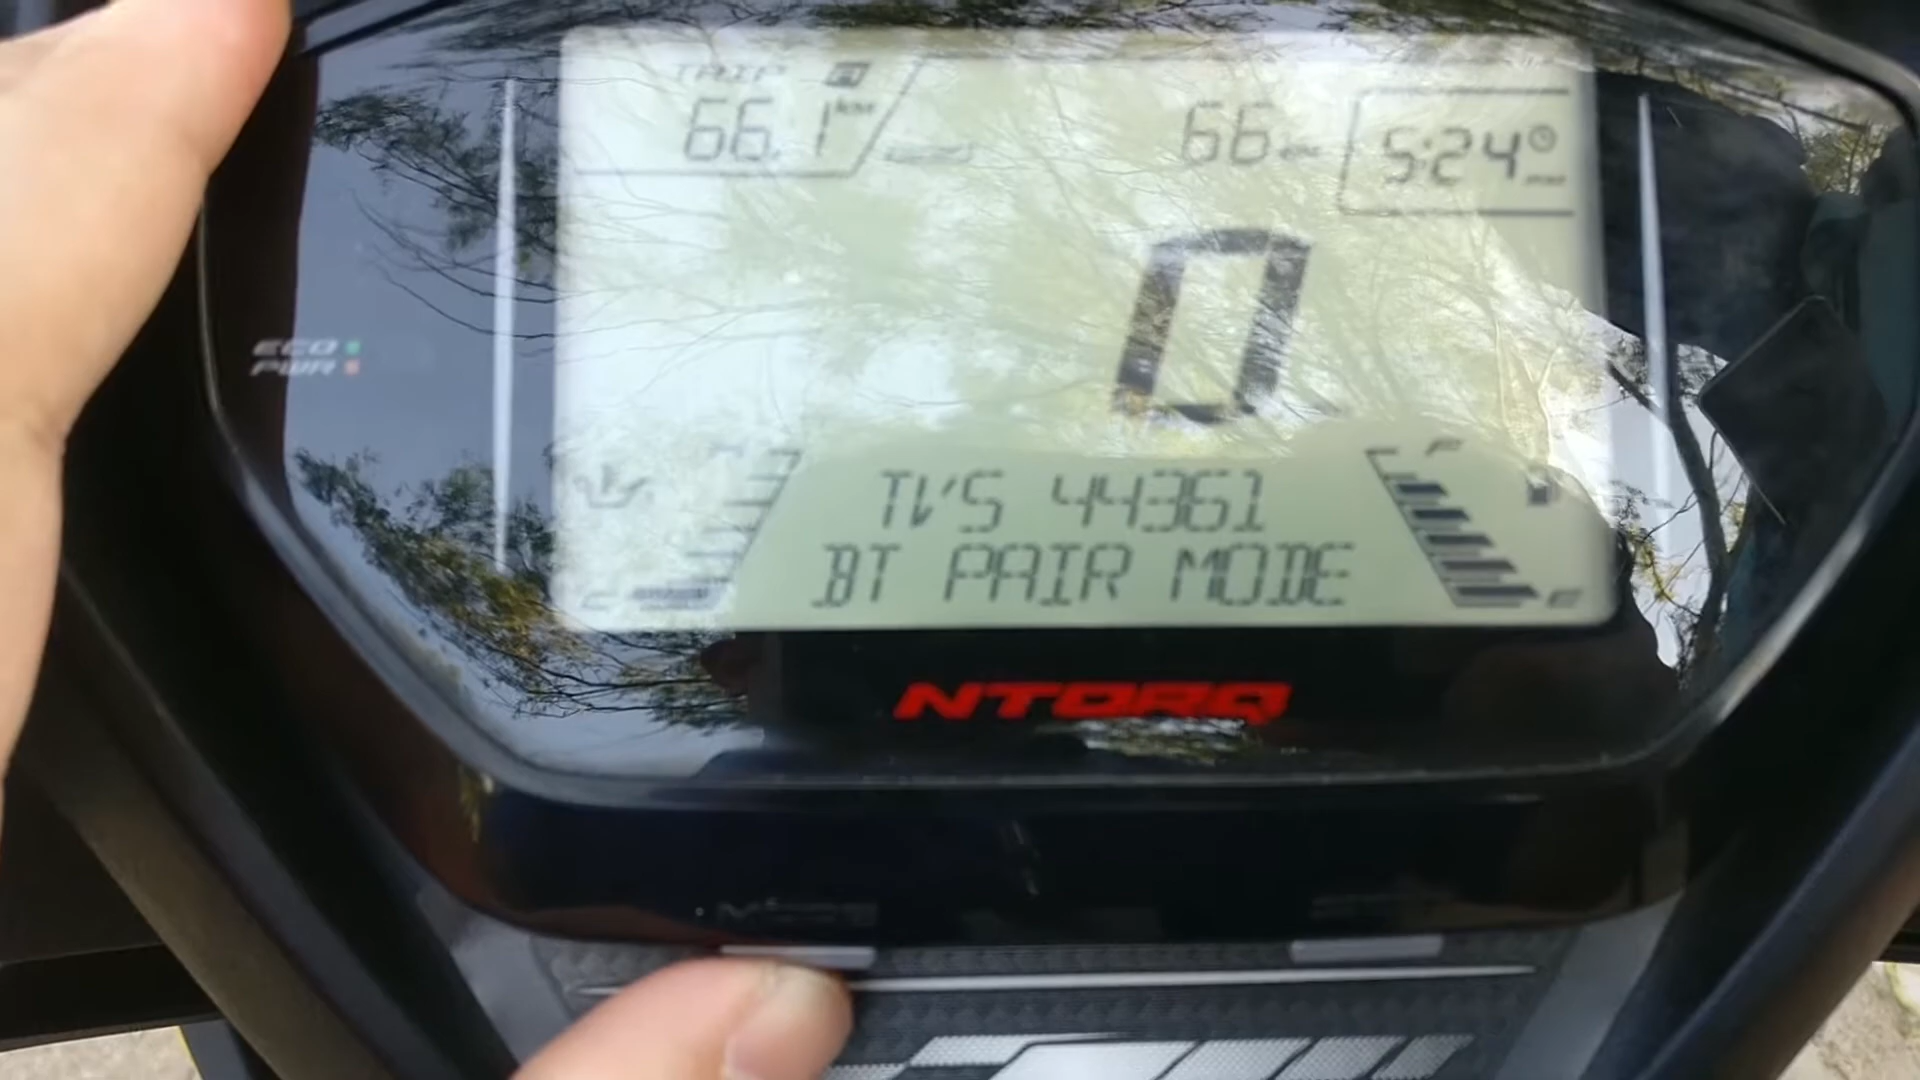 TRIP
66.1 km
66
5:24
0
TVS 44361
BT PAIR MODE
ECO
PWR
NTORQ